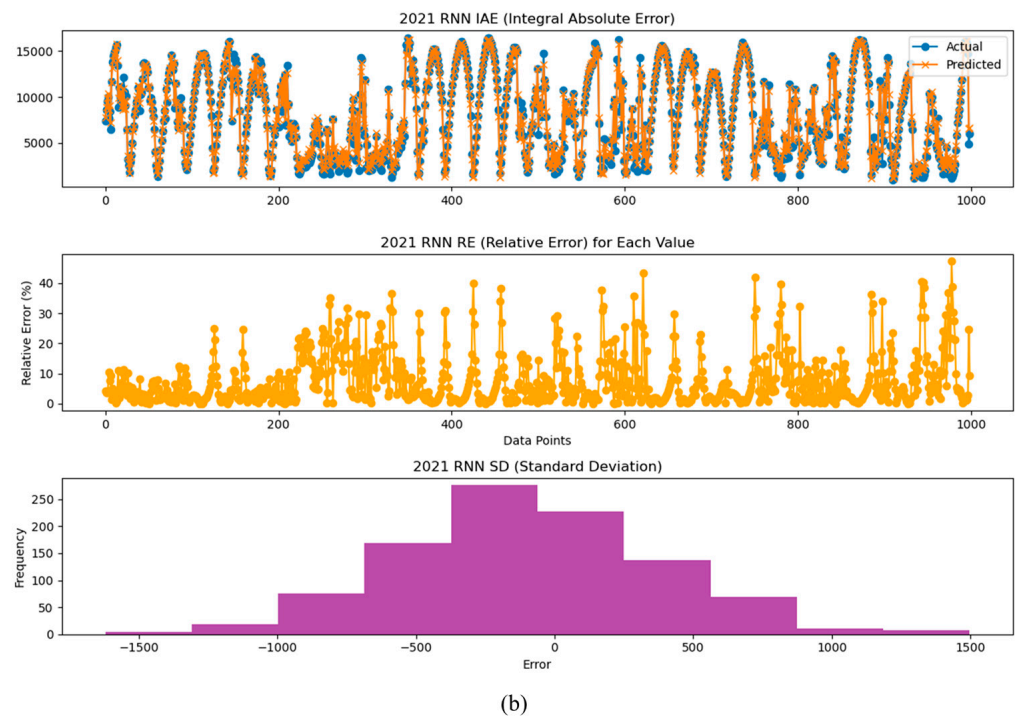 2021 RNN IAE (Integral Absolute Error)
15000
10000
5000
Actual
Predicted
0 200 400 600 800 1000
2021 RNN RE (Relative Error) for Each Value
Relative Error (%)
40
30
20
10
0
0 200 400 600 800 1000
Data Points
2021 RNN SD (Standard Deviation)
Frequency
250
200
150
100
50
0
−1500 −1000 −500 0 500 1000 1500
Error
(b)